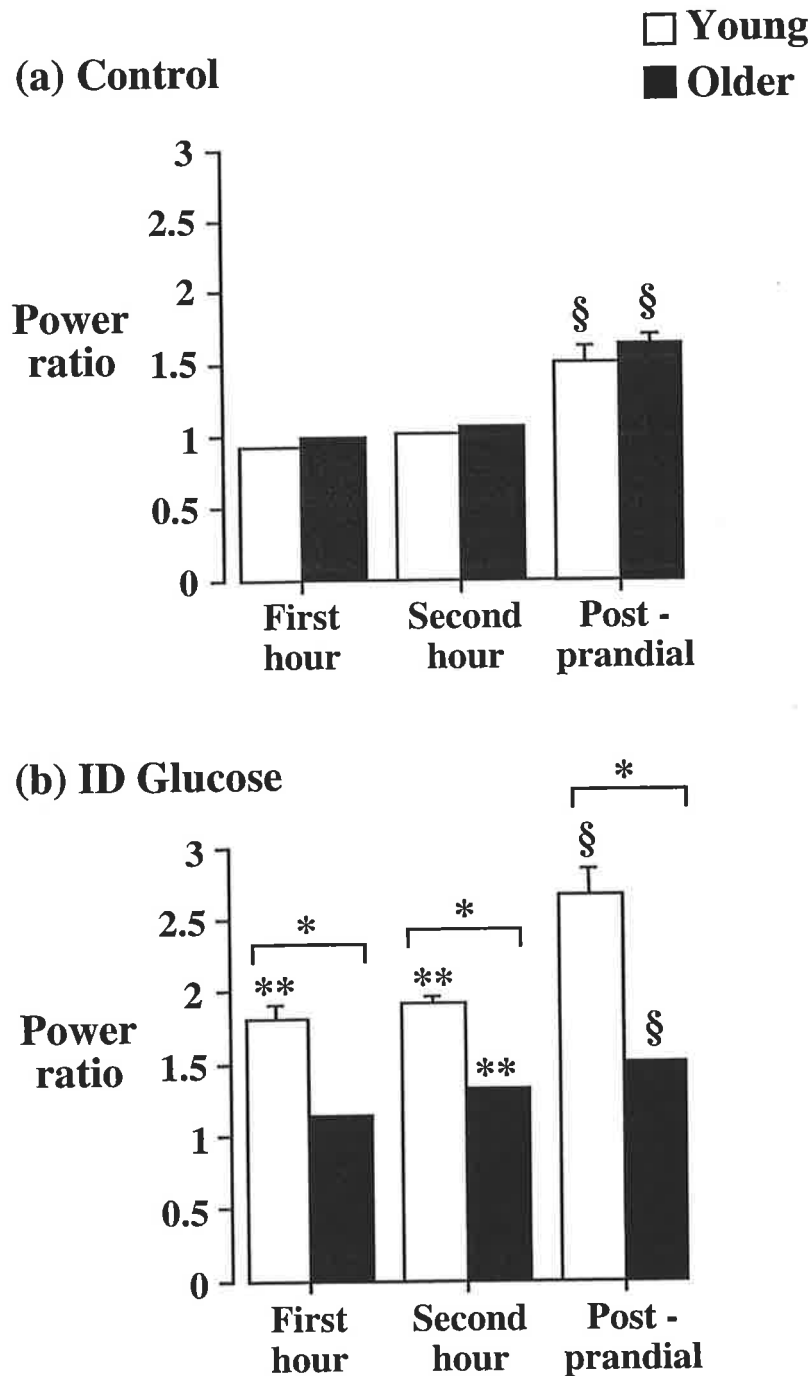 Young
Older
(a) Control
3
2.5
2
1.5
1
0.5
0
Power
ratio
§ §
First
hour
Second
hour
Post -
prandial
(b) ID Glucose
3
2.5
2
1.5
1
0.5
0
Power
ratio
*
**
*
**
**
*
§
§
First
hour
Second
hour
Post -
prandial